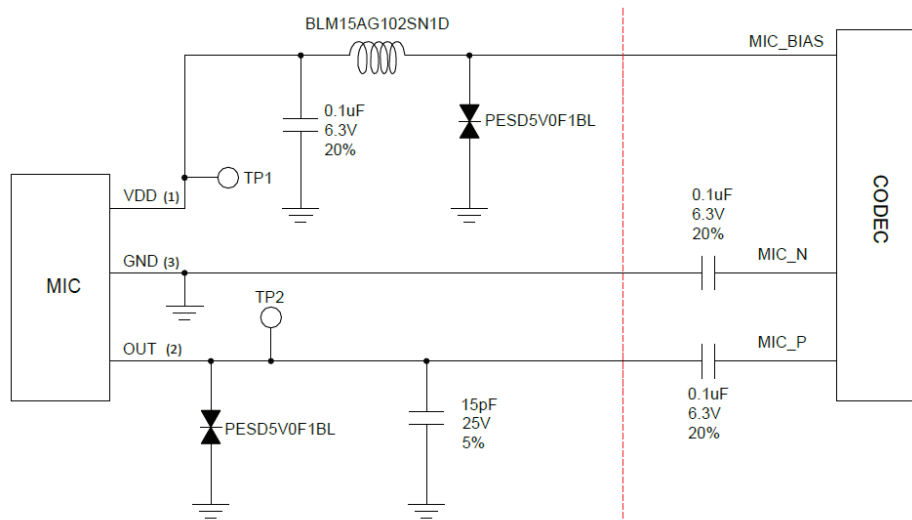 BLM15AG102SN1D
MIC_BIAS
0.1uF
6.3V
20%
PESD5V0F1BL
TP1
VDD (1)
0.1uF
6.3V
20%
CODEC
GND (3)
MIC_N
MIC
TP2
OUT (2)
MIC_P
PESD5V0F1BL
15pF
25V
5%
0.1uF
6.3V
20%